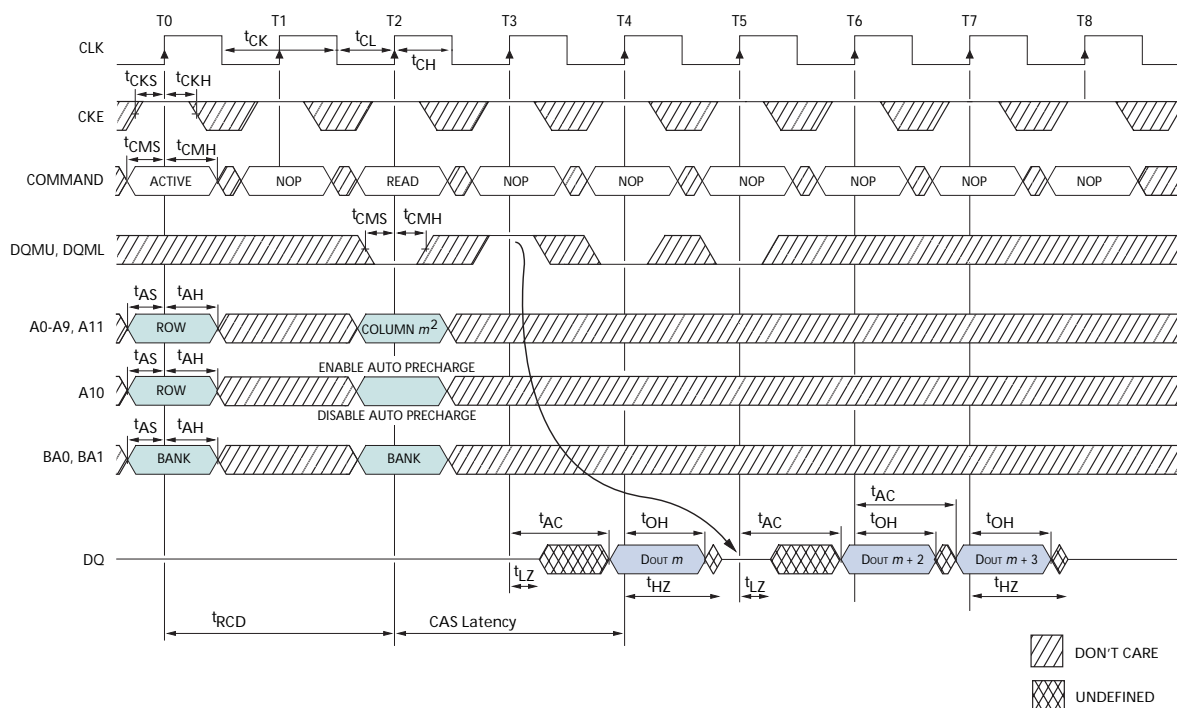 T0 T1 T2 T3 T4 T5 T6 T7 T8
CLK
tCK tCL
tCH
tCKS tCKH
CKE
tCMS tCMH
COMMAND ACTIVE NOP READ NOP NOP NOP NOP NOP NOP
tCMS tCMH
DQMU, DQML
tAS tAH
A0-A9, A11 ROW COLUMN m2
tAS tAH
ENABLE AUTO PRECHARGE
A10 ROW
DISABLE AUTO PRECHARGE
tAS tAH
BA0, BA1 BANK BANK
tAC tOH tAC tAC tOH tOH
DQ DOUT m DOUT m + 2 DOUT m + 3
tLZ tHZ tLZ tHZ
tRCD CAS Latency
DON'T CARE
UNDEFINED